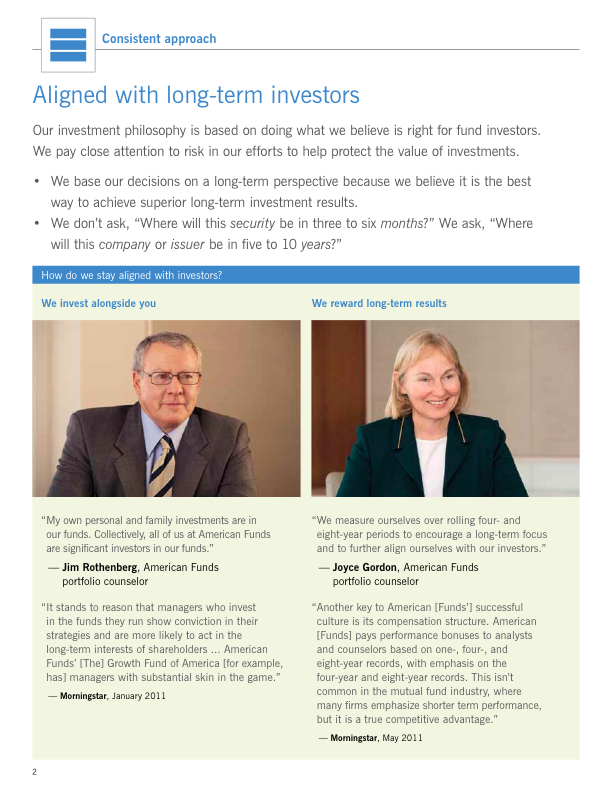 Consistent approach
Aligned with long-term investors
Our investment philosophy is based on doing what we believe is right for fund investors.
We pay close attention to risk in our efforts to help protect the value of investments.
• We base our decisions on a long-term perspective because we believe it is the best
way to achieve superior long-term investment results.
• We don’t ask, “Where will this security be in three to six months?” We ask, “Where
will this company or issuer be in five to 10 years?”
How do we stay aligned with investors?
We invest alongside you
“My own personal and family investments are in
our funds. Collectively, all of us at American Funds
are significant investors in our funds.”
— Jim Rothenberg, American Funds
portfolio counselor
“It stands to reason that managers who invest
in the funds they run show conviction in their
strategies and are more likely to act in the
long-term interests of shareholders ... American
Funds’ [The] Growth Fund of America [for example,
has] managers with substantial skin in the game.”
— Morningstar, January 2011
We reward long-term results
“We measure ourselves over rolling four- and
eight-year periods to encourage a long-term focus
and to further align ourselves with our investors.”
— Joyce Gordon, American Funds
portfolio counselor
“Another key to American [Funds’] successful
culture is its compensation structure. American
[Funds] pays performance bonuses to analysts
and counselors based on one-, four-, and
eight-year records, with emphasis on the
four-year and eight-year records. This isn’t
common in the mutual fund industry, where
many firms emphasize shorter term performance,
but it is a true competitive advantage.”
— Morningstar, May 2011
2